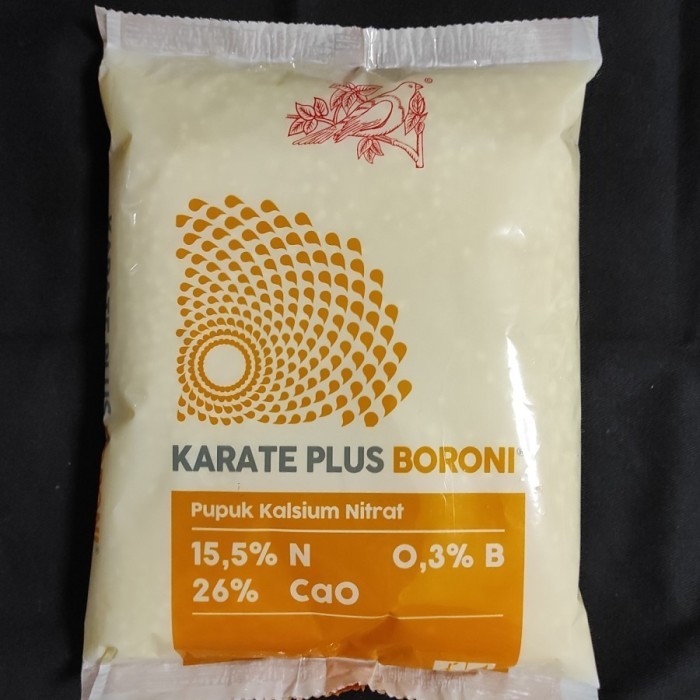 KARATE PLUS BORONI®
Pupuk Kalsium Nitrat
15,5% N 0,3% B
26% CaO